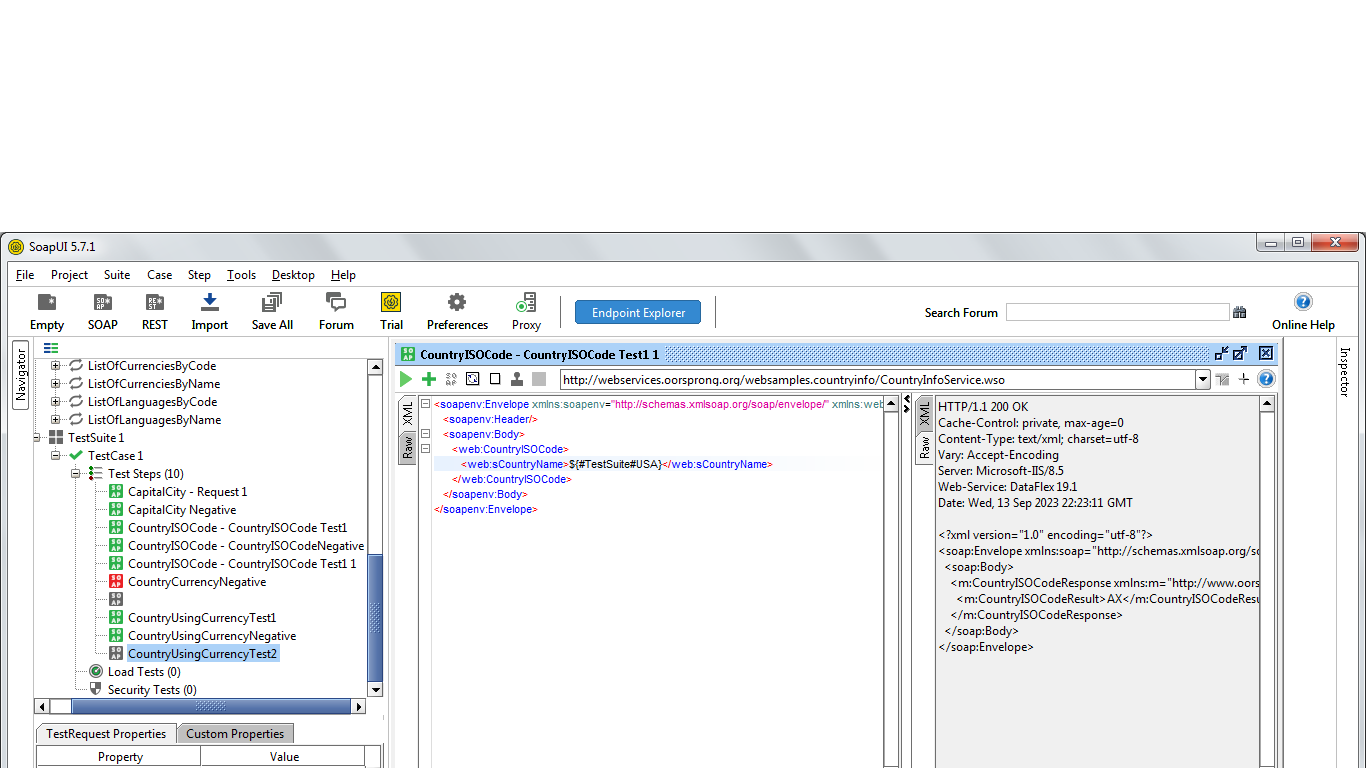 SoapUI 5.7.1
File Project Suite Case Step Tools Desktop Help
Empty SOAP REST Import Save All Forum Trial Preferences Proxy Endpoint Explorer Search Forum Online Help
Navigator
ListOfCurrenciesByCode
ListOfCurrenciesByName
ListOfLanguagesByCode
ListOfLanguagesByName
TestSuite 1
TestCase 1
Test Steps (10)
CapitalCity - Request 1
CapitalCity Negative
CountryISOCode - CountryISOCode Test1
CountryISOCode - CountryISOCodeNegative
CountryISOCode - CountryISOCode Test1 1
CountryCurrencyNegative
CountryUsingCurrencyTest1
CountryUsingCurrencyNegative
CountryUsingCurrencyTest2
Load Tests (0)
Security Tests (0)
TestRequest Properties Custom Properties
Property Value
CountryISOCode - CountryISOCode Test1 1
http://webservices.oorsprong.org/websamples.countryinfo/CountryInfoService.wso
XML
Raw
<soapenv:Envelope xmlns:soapenv="http://schemas.xmlsoap.org/soap/envelope/" xmlns:web
<soapenv:Header/>
<soapenv:Body>
<web:CountryISOCode>
<web:sCountryName>${#TestSuite#USA}</web:sCountryName>
</web:CountryISOCode>
</soapenv:Body>
</soapenv:Envelope>
XML
Raw
HTTP/1.1 200 OK
Cache-Control: private, max-age=0
Content-Type: text/xml; charset=utf-8
Vary: Accept-Encoding
Server: Microsoft-IIS/8.5
Web-Service: DataFlex 19.1
Date: Wed, 13 Sep 2023 22:23:11 GMT
<?xml version="1.0" encoding="utf-8"?>
<soap:Envelope xmlns:soap="http://schemas.xmlsoap.org/so
<soap:Body>
<m:CountryISOCodeResponse xmlns:m="http://www.oors
<m:CountryISOCodeResult>AX</m:CountryISOCodeResu
</m:CountryISOCodeResponse>
</soap:Body>
</soap:Envelope>
Inspector